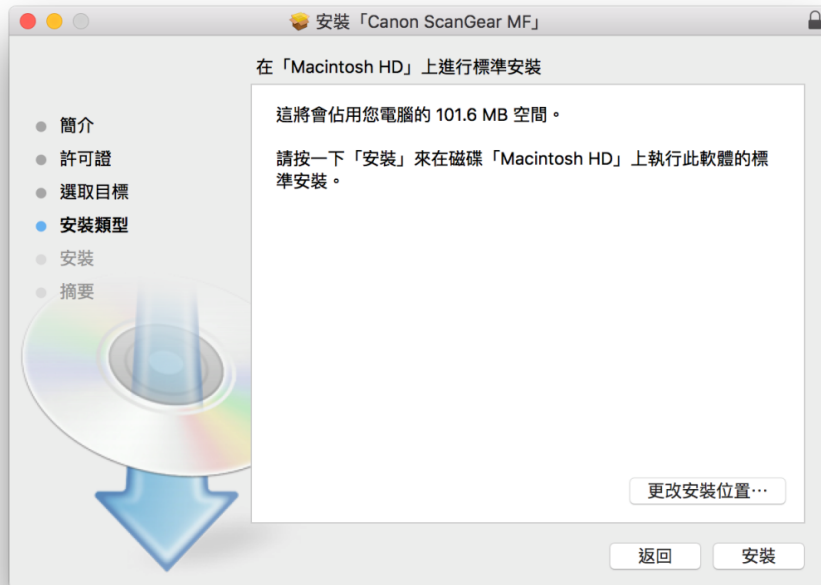 安裝「Canon ScanGear MF」
在「Macintosh HD」上進行標準安裝
簡介
許可證
選取目標
安裝類型
安裝
摘要
這將會佔用您電腦的 101.6 MB 空間。
請按一下「安裝」來在磁碟「Macintosh HD」上執行此軟體的標
準安裝。
更改安裝位置⋯
返回
安裝